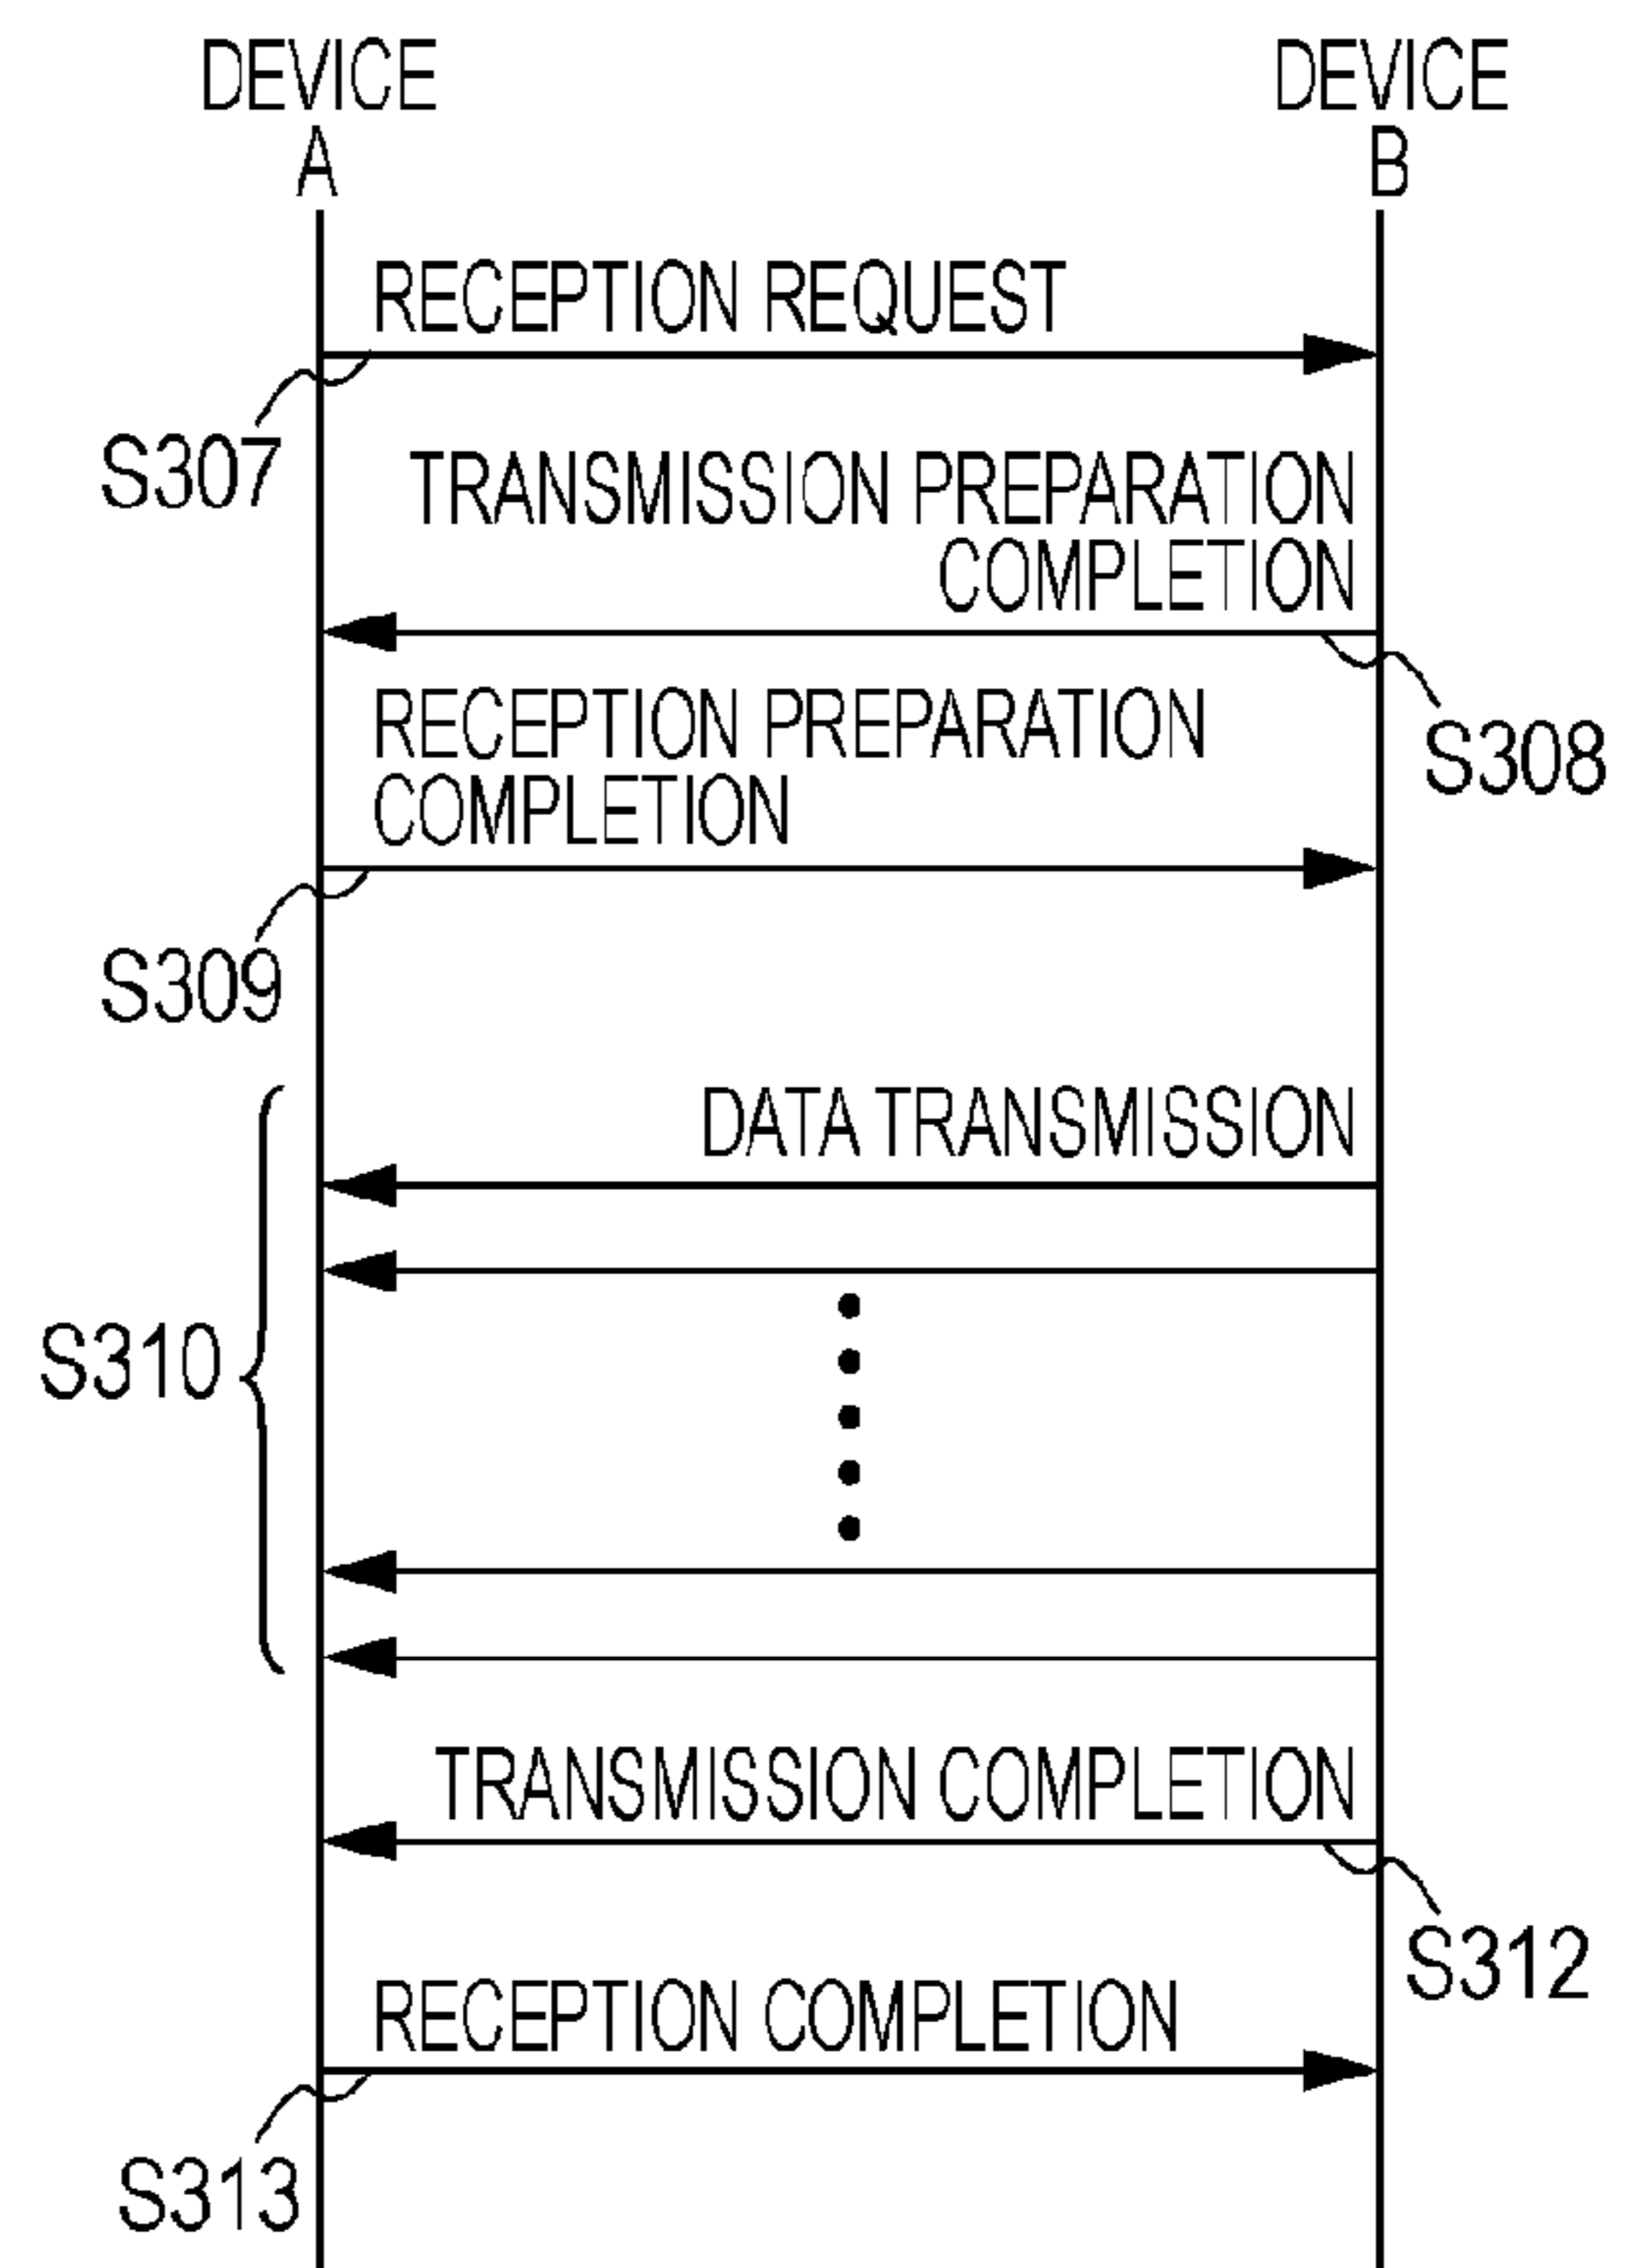 DEVICE
A
DEVICE
B
RECEPTION REQUEST
S307
TRANSMISSION PREPARATION
COMPLETION
S308
RECEPTION PREPARATION
COMPLETION
S309
DATA TRANSMISSION
S310
TRANSMISSION COMPLETION
S312
RECEPTION COMPLETION
S313